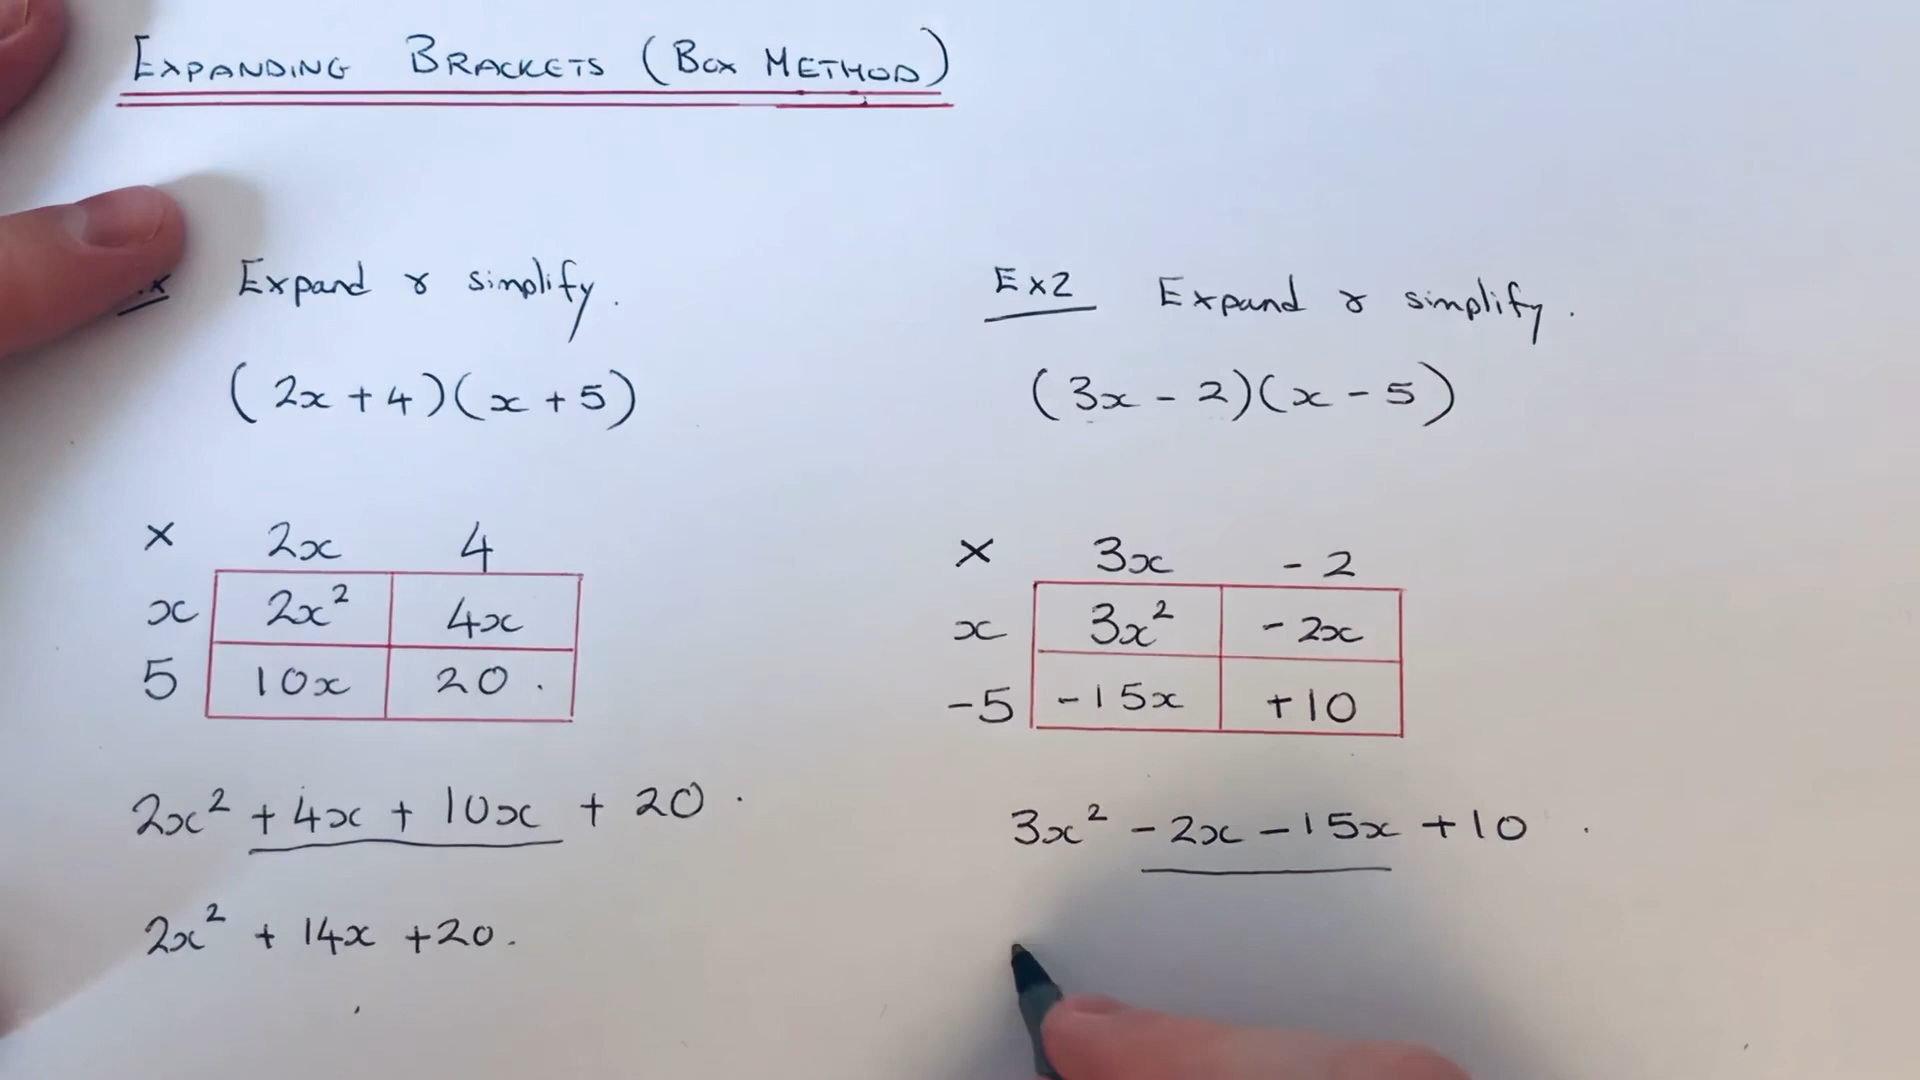 EXPANDING BRACKETS (BOX METHOD)
Expand & simplify.
(2x + 4)(x + 5)
× 2x 4
x 2x² 4x
5 10x 20.
2x² + 4x + 10x + 20.
2x² + 14x + 20.
Ex2 Expand & simplify.
(3x - 2)(x - 5)
× 3x -2
x 3x² -2x
-5 -15x +10
3x² - 2x - 15x + 10.